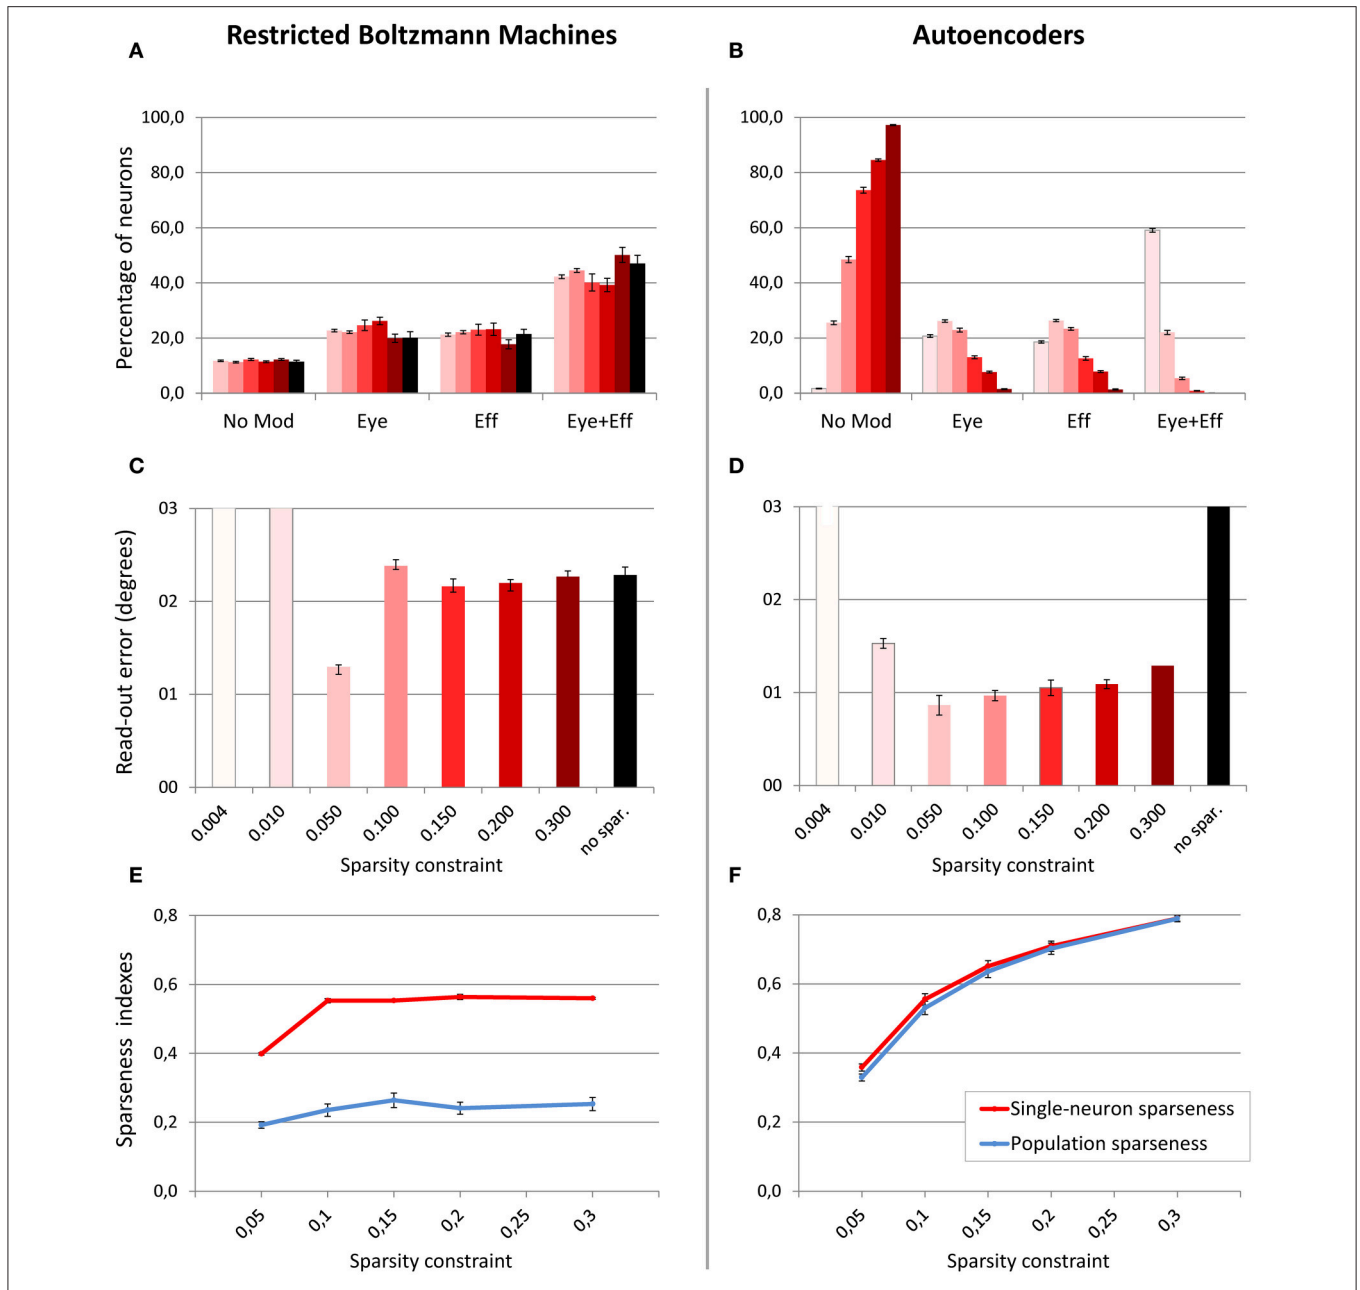 Restricted Boltzmann Machines
Autoencoders
A
B
Percentage of neurons
100,0
80,0
60,0
40,0
20,0
0,0
No Mod
Eye
Eff
Eye+Eff
100,0
80,0
60,0
40,0
20,0
0,0
No Mod
Eye
Eff
Eye+Eff
C
D
Read-out error (degrees)
03
02
01
00
0.004
0.010
0.050
0.100
0.150
0.200
0.300
no spar.
Sparsity constraint
03
02
01
00
0.004
0.010
0.050
0.100
0.150
0.200
0.300
no spar.
Sparsity constraint
E
F
Sparseness indexes
0,8
0,6
0,4
0,2
0,0
0,05
0,1
0,15
0,2
0,25
0,3
Sparsity constraint
0,8
0,6
0,4
0,2
0,0
Single-neuron sparseness
Population sparseness
0,05
0,1
0,15
0,2
0,25
0,3
Sparsity constraint